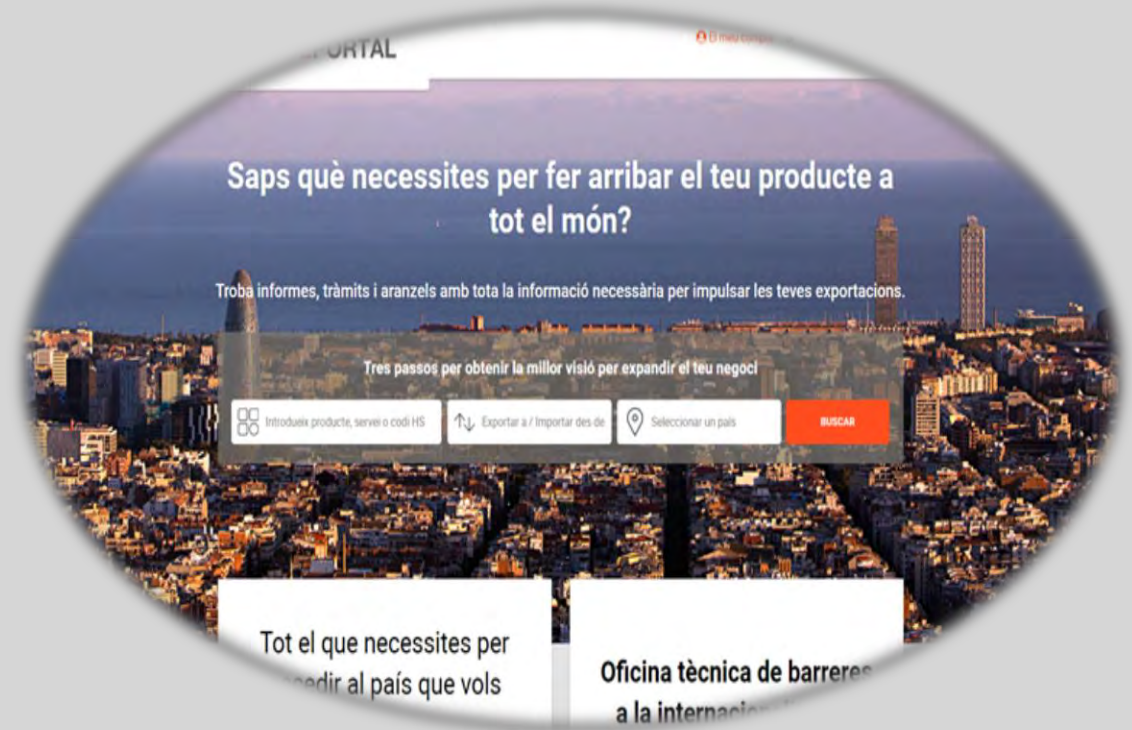 El meu
Saps què necessites per fer arribar el teu producte a
tot el món?
Troba informes, tràmits i aranzels amb tota la informació necessària per impulsar les teves exportacions.
Tres passos per obtenir la millor visió per expandir el teu negoci
Introdueix producte, servei o codi HS
Exportar a / Importar des de
Seleccionar un país
BUSCAR
Tot el que necessites per
al país que vols
Oficina tècnica de barreres
a la